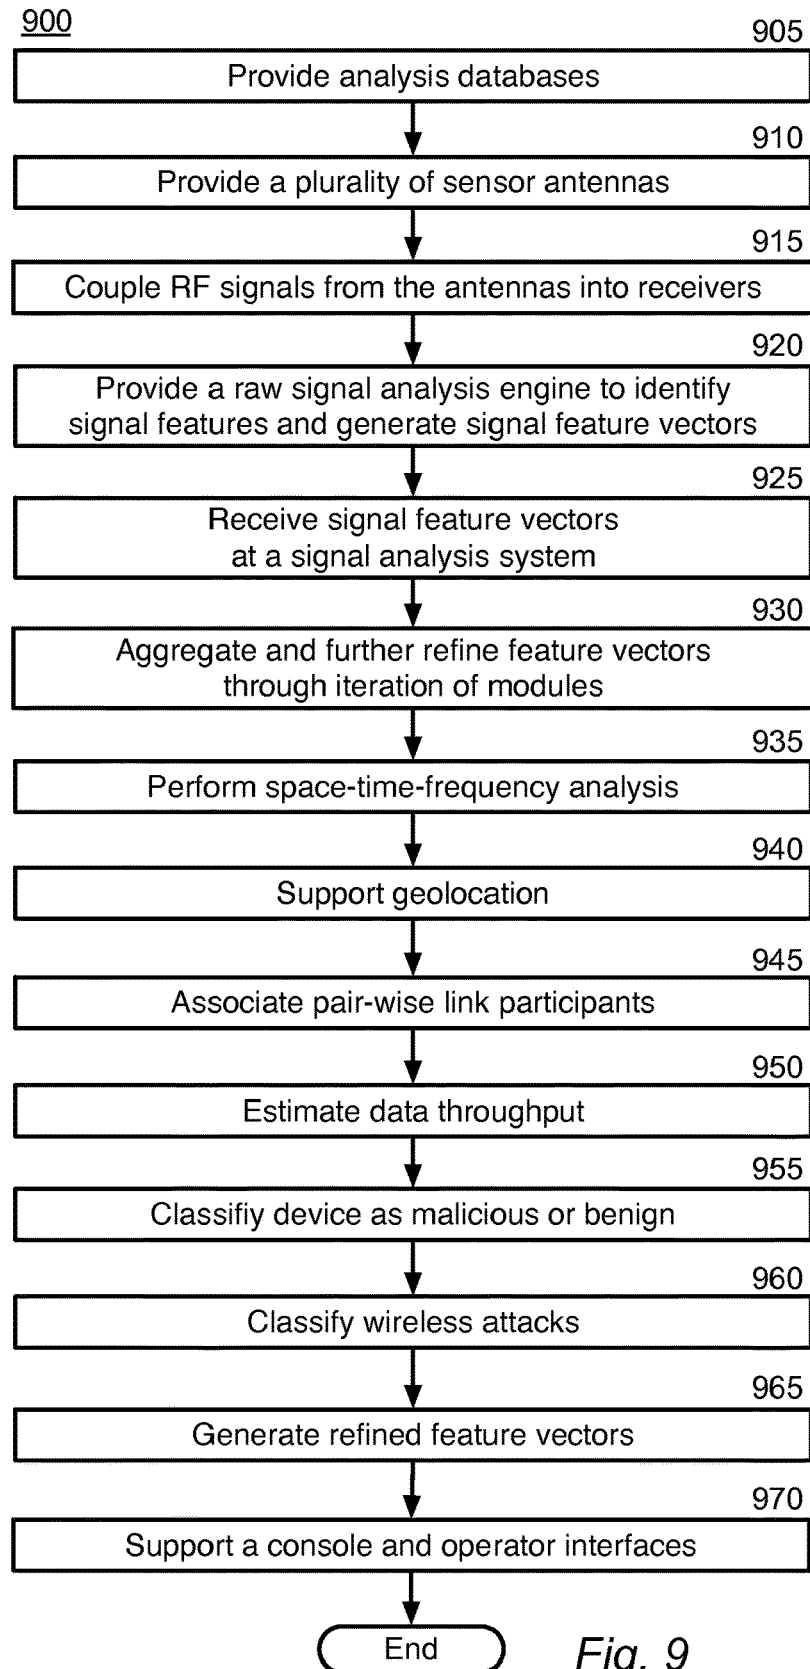 900
905
Provide analysis databases
910
Provide a plurality of sensor antennas
915
Couple RF signals from the antennas into receivers
920
Provide a raw signal analysis engine to identify
signal features and generate signal feature vectors
925
Receive signal feature vectors
at a signal analysis system
930
Aggregate and further refine feature vectors
through iteration of modules
935
Perform space-time-frequency analysis
940
Support geolocation
945
Associate pair-wise link participants
950
Estimate data throughput
955
Classifiy device as malicious or benign
960
Classify wireless attacks
965
Generate refined feature vectors
970
Support a console and operator interfaces
End
Fig. 9